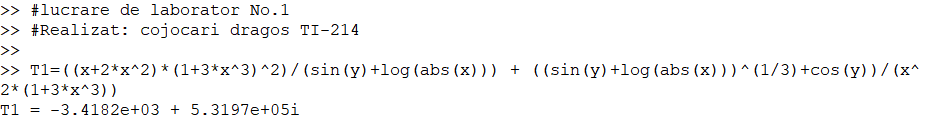 >> #lucrare de laborator No.1
>> #Realizat: cojocari dragos TI-214
>>
>> T1=((x+2*x^2)*(1+3*x^3)^2)/(sin(y)+log(abs(x))) + ((sin(y)+log(abs(x)))^(1/3)+cos(y))/(x^
2*(1+3*x^3))
T1 = -3.4182e+03 + 5.3197e+05i